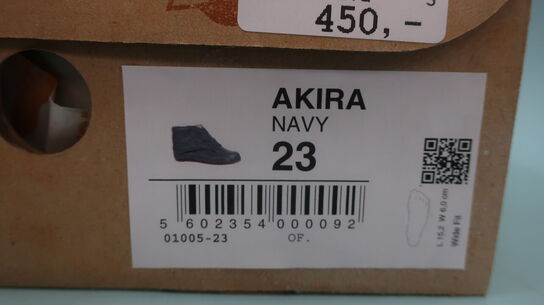 450,-
AKIRA
NAVY
23
5 602354 000092
01005-23 OF.
L 15,2 W 6,0 cm
Wide Fit